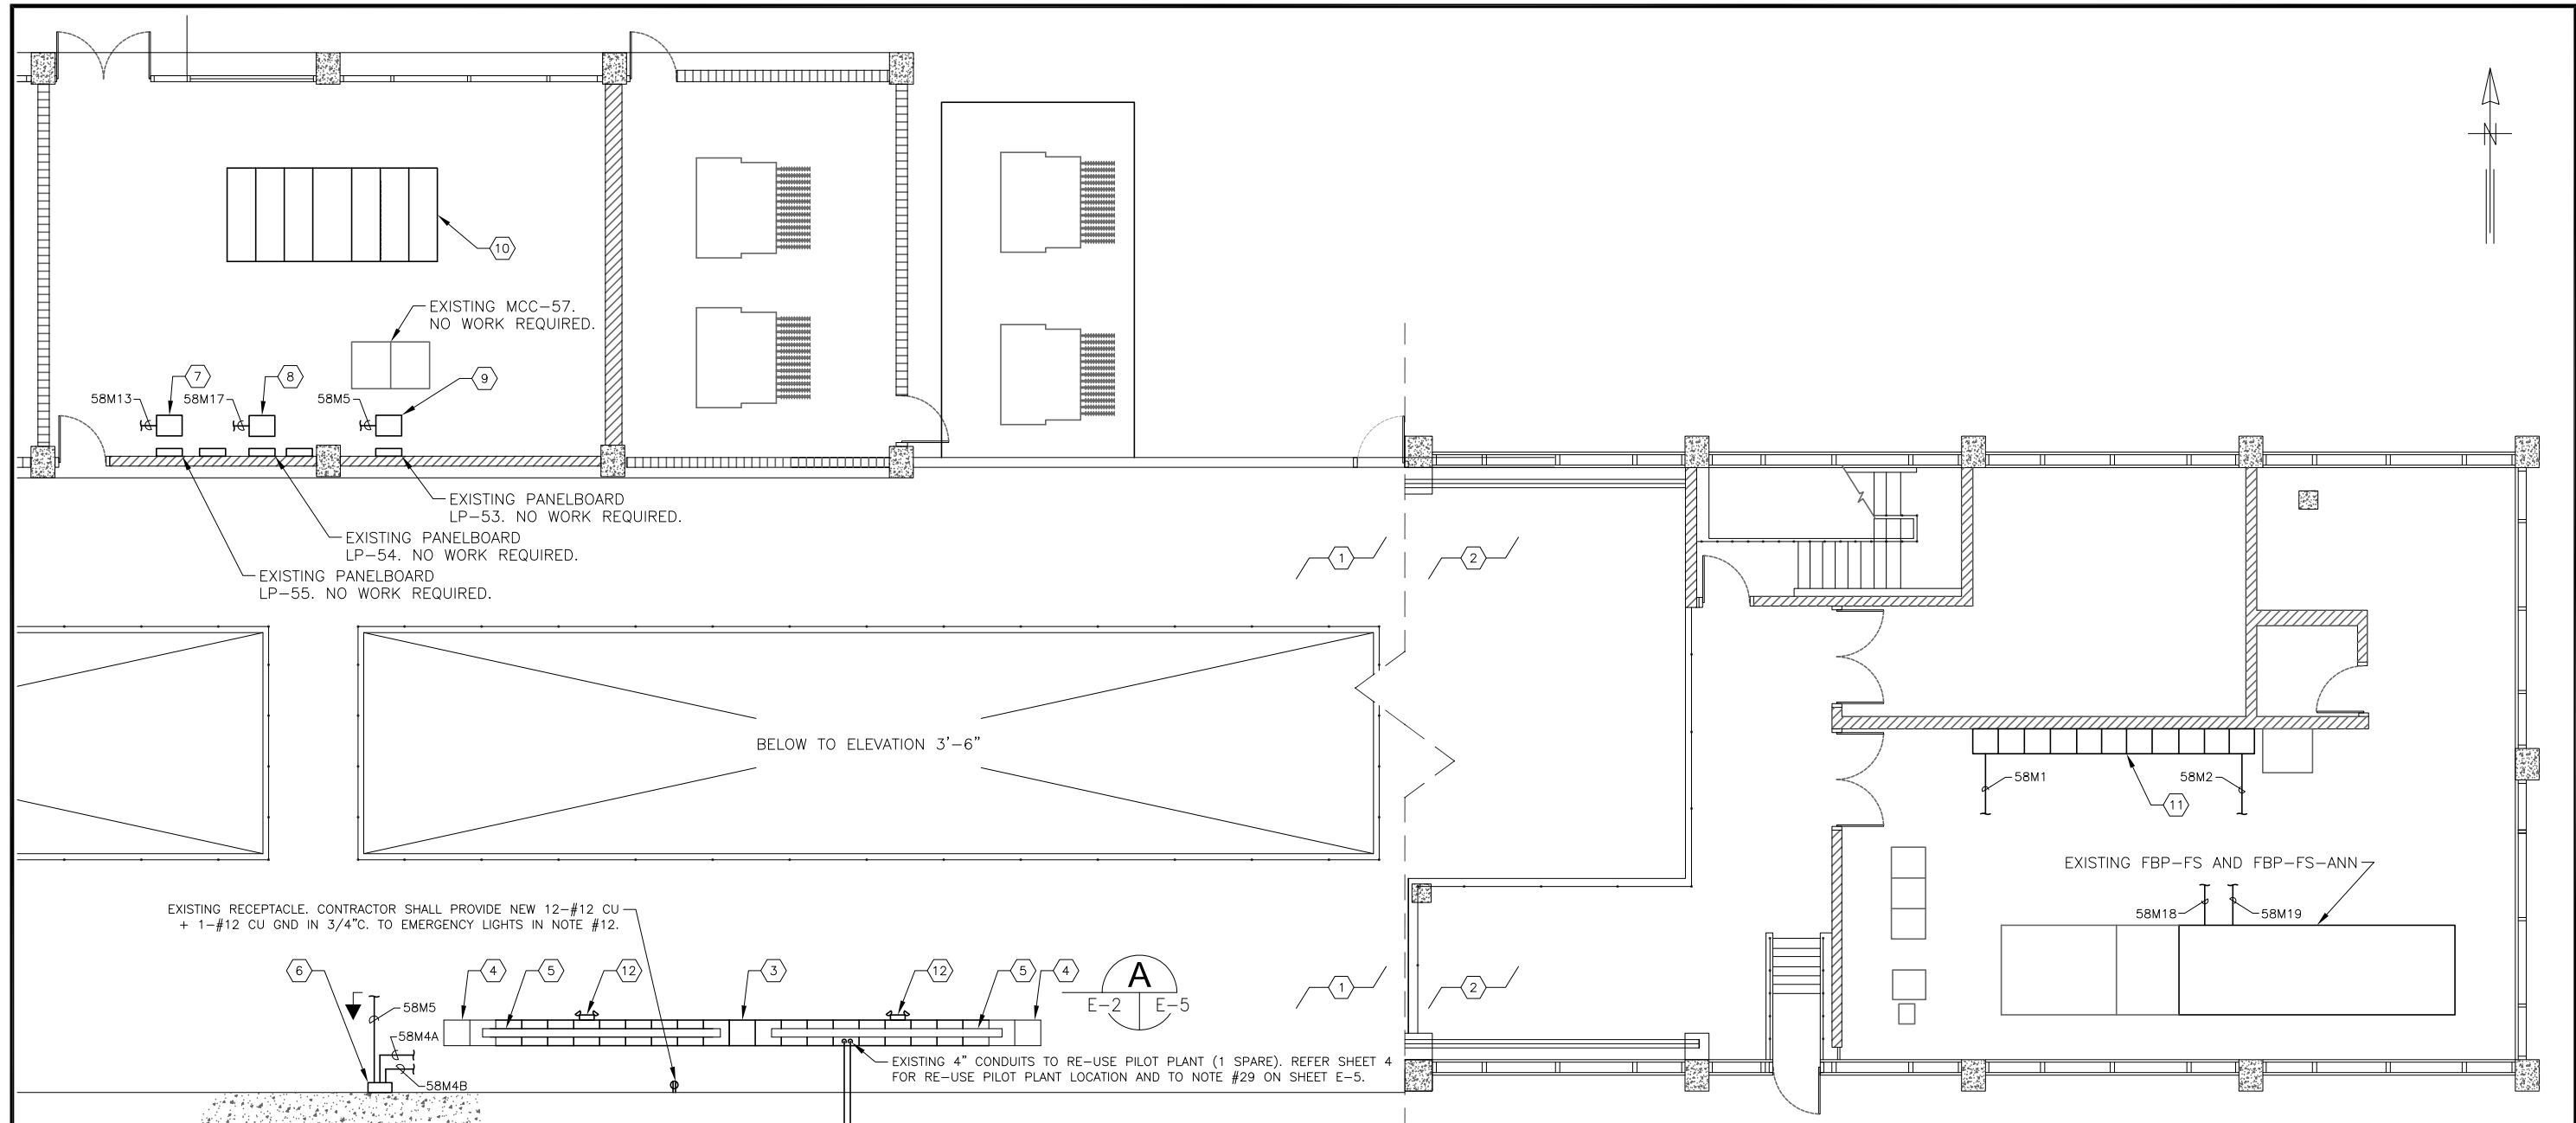 N
10
EXISTING MCC-57.
NO WORK REQUIRED.
7
8
9
58M13
58M17
58M5
EXISTING PANELBOARD
LP-53. NO WORK REQUIRED.
EXISTING PANELBOARD
LP-54. NO WORK REQUIRED.
EXISTING PANELBOARD
LP-55. NO WORK REQUIRED.
1
2
BELOW TO ELEVATION 3'-6"
58M1
58M2
11
EXISTING FBP-FS AND FBP-FS-ANN
58M18
58M19
EXISTING RECEPTACLE. CONTRACTOR SHALL PROVIDE NEW 12-#12 CU
+ 1-#12 CU GND IN 3/4"C. TO EMERGENCY LIGHTS IN NOTE #12.
6
4
5
12
3
12
5
4
A
E-2
E-5
1
2
58M5
58M4A
58M4B
EXISTING 4" CONDUITS TO RE-USE PILOT PLANT (1 SPARE). REFER SHEET 4
FOR RE-USE PILOT PLANT LOCATION AND TO NOTE #29 ON SHEET E-5.